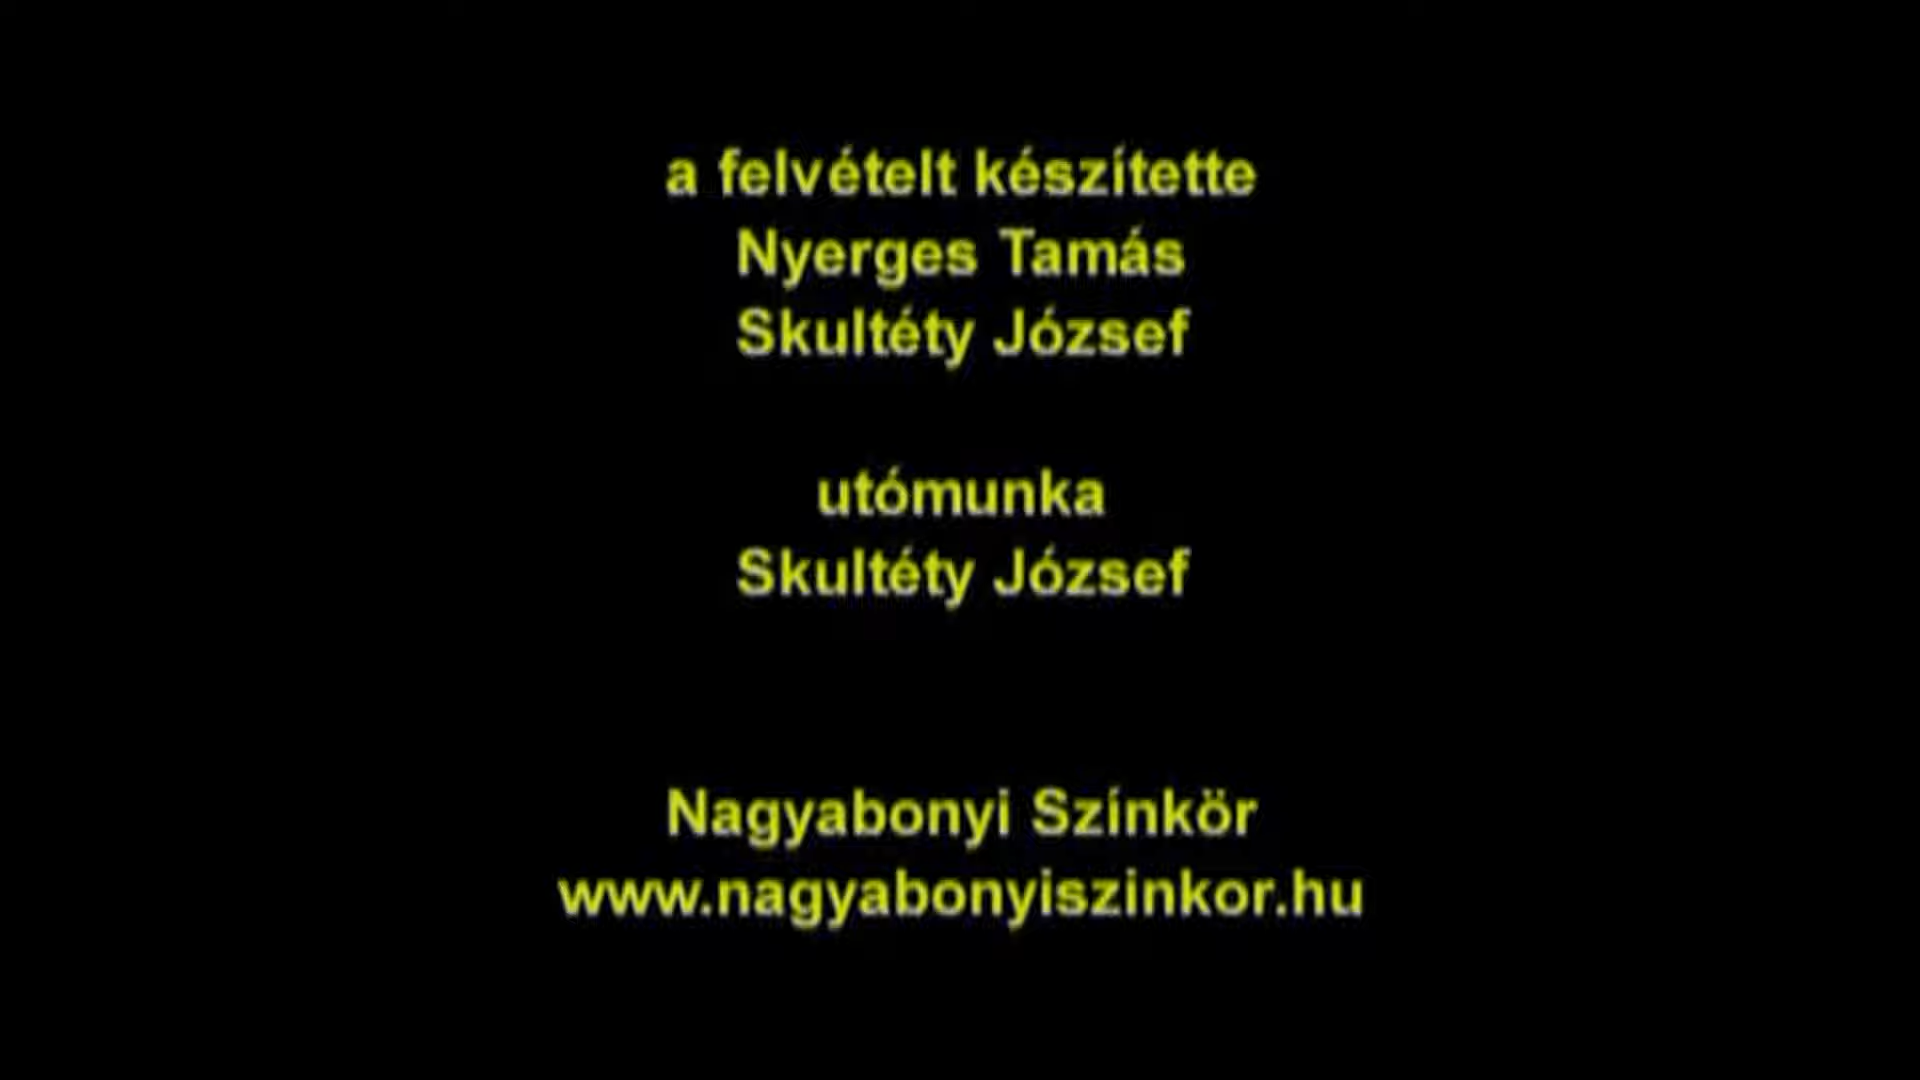 a felvételt készítette
Nyerges Tamás
Skultéty József
utómunka
Skultéty József
Nagyabonyi Színkör
www.nagyabonyiszinkor.hu